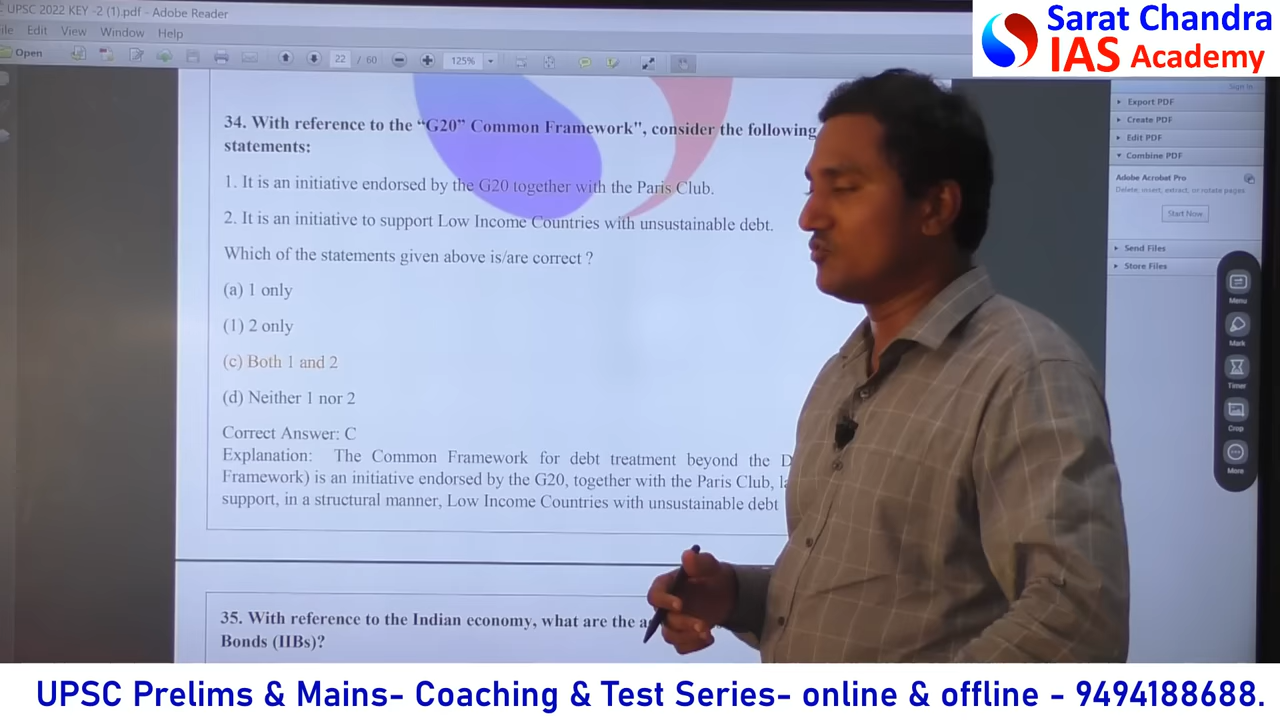 UPSC 2022 KEY -2 (1).pdf - Adobe Reader
Sarat Chandra
IAS Academy
File Edit View Window Help
Open 22 / 60 125%
Sign In
Export PDF
Create PDF
Edit PDF
Combine PDF
Adobe Acrobat Pro
Delete, insert, extract, or rotate pages
Start Now
Send Files
Store Files
Menu
Mark
Timer
Crop
More
34. With reference to the “G20” Common Framework", consider the following
statements:
1. It is an initiative endorsed by the G20 together with the Paris Club.
2. It is an initiative to support Low Income Countries with unsustainable debt.
Which of the statements given above is/are correct ?
(a) 1 only
(1) 2 only
(c) Both 1 and 2
(d) Neither 1 nor 2
Correct Answer: C
Explanation: The Common Framework for debt treatment beyond the D
Framework) is an initiative endorsed by the G20, together with the Paris Club,
support, in a structural manner, Low Income Countries with unsustainable debt
35. With reference to the Indian economy, what are the a
Bonds (IIBs)?
UPSC Prelims & Mains- Coaching & Test Series- online & offline - 9494188688.